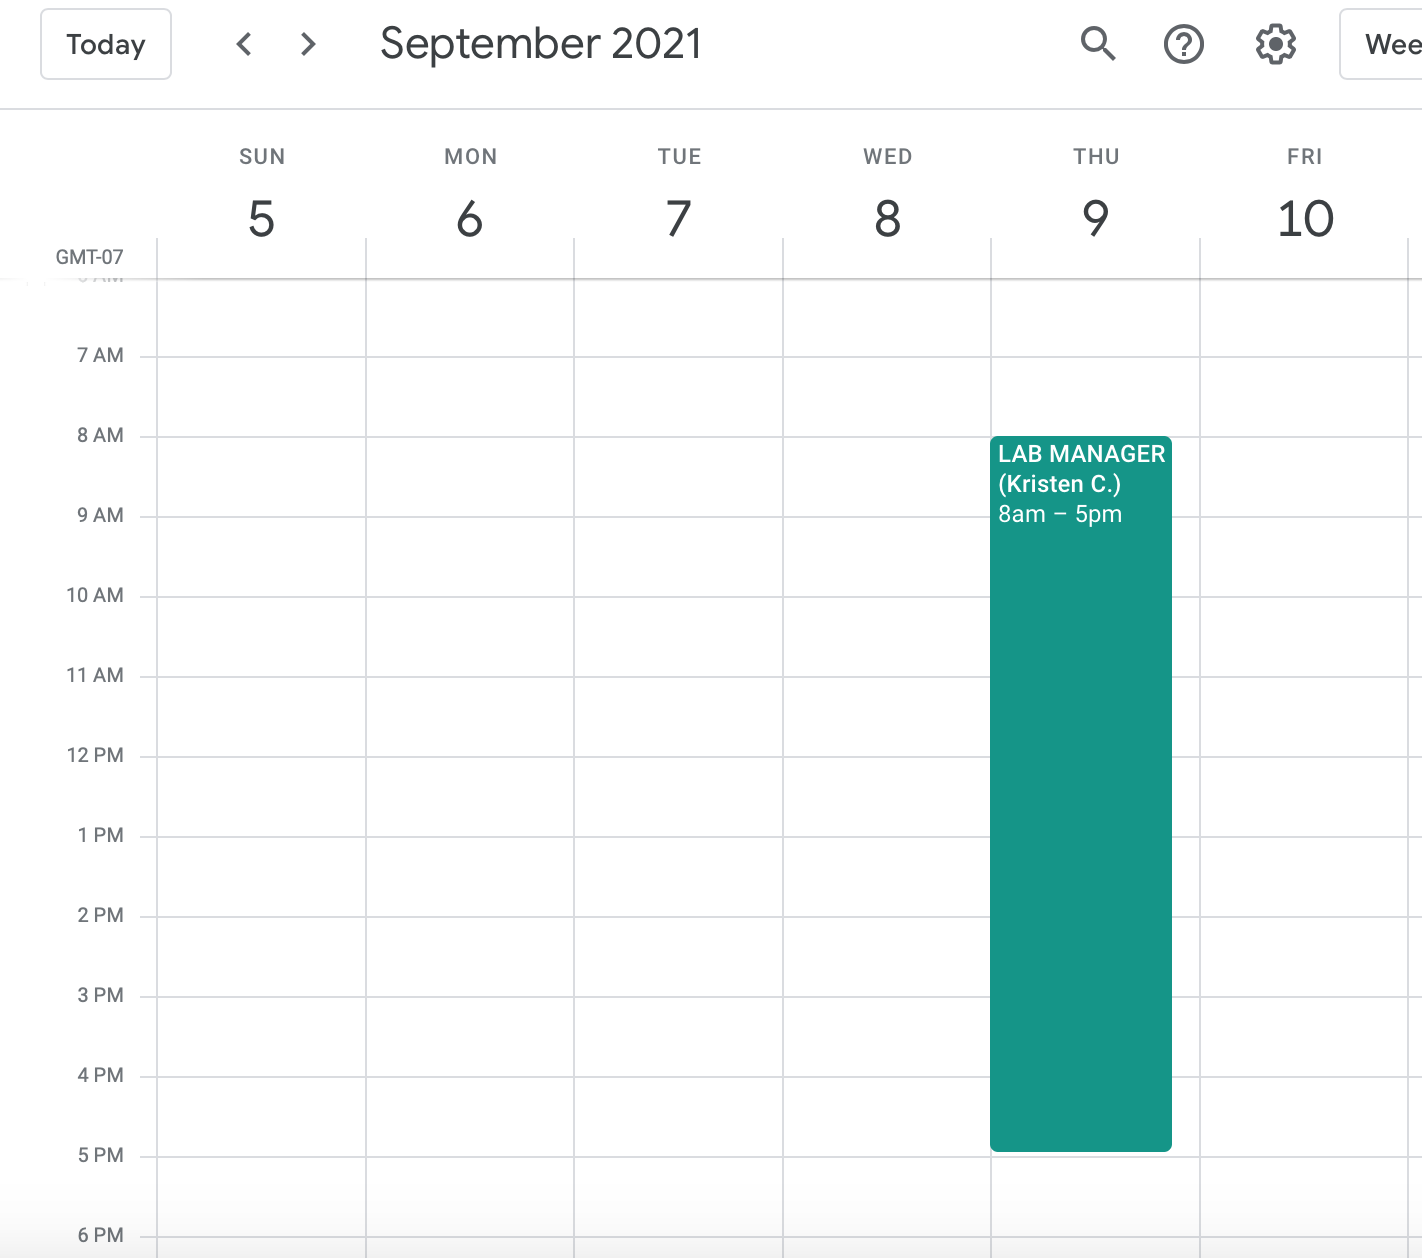 Today
September 2021
Wee
SUN
MON
TUE
WED
THU
FRI
5
6
7
8
9
10
GMT-07
7 AM
8 AM
LAB MANAGER
(Kristen C.)
8am – 5pm
9 AM
10 AM
11 AM
12 PM
1 PM
2 PM
3 PM
4 PM
5 PM
6 PM